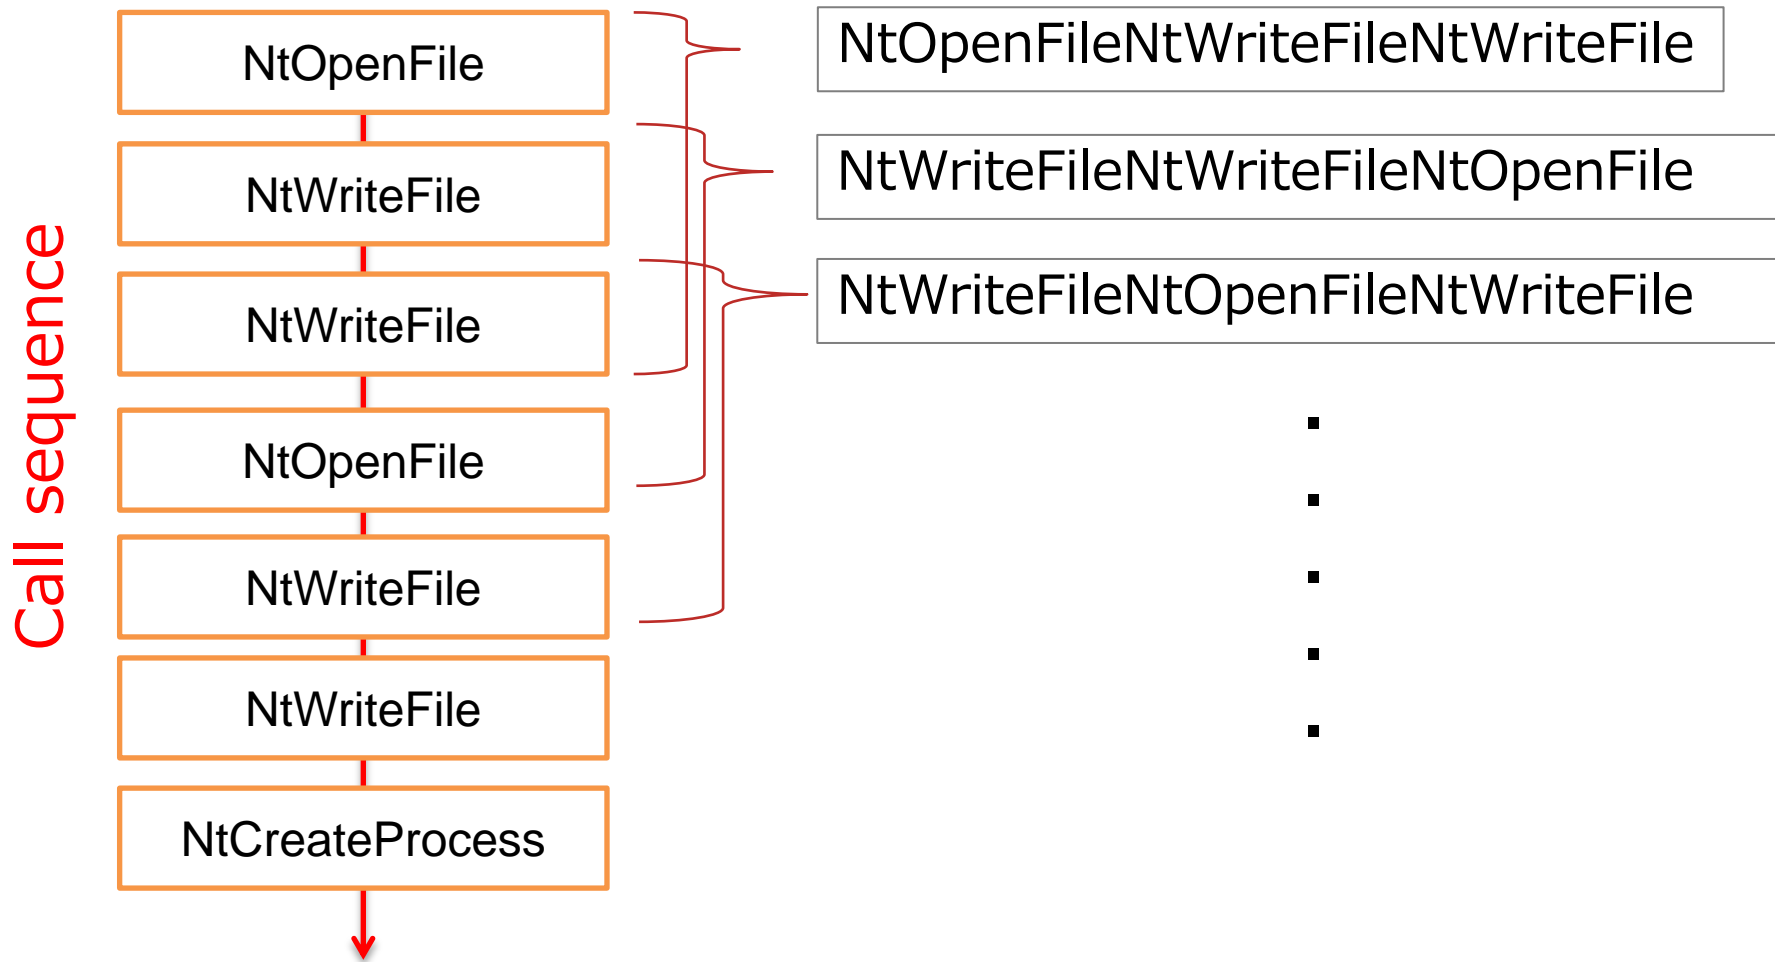 Call sequence
NtOpenFile
NtWriteFile
NtWriteFile
NtOpenFile
NtWriteFile
NtWriteFile
NtCreateProcess
NtOpenFileNtWriteFileNtWriteFile
NtWriteFileNtWriteFileNtOpenFile
NtWriteFileNtOpenFileNtWriteFile